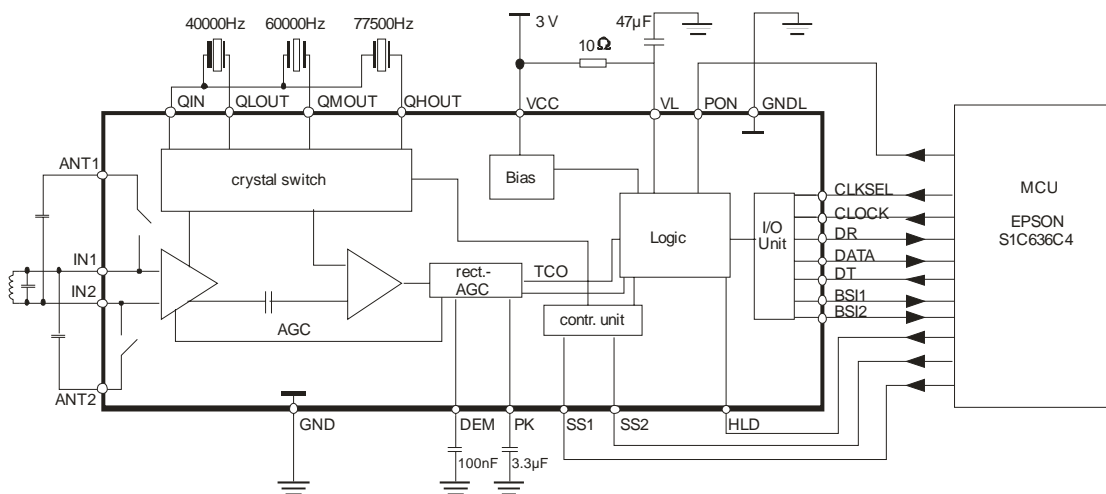 40000Hz 60000Hz 77500Hz
3 V
47µF
10Ω
QIN QLOUT QMOUT QHOUT VCC VL PON GNDL
ANT1
crystal switch
Bias
Logic
I/O
Unit
CLKSEL
CLOCK
DR
DATA
DT
BSI1
BSI2
MCU
EPSON
S1C636C4
IN1
IN2
rect.-
AGC
TCO
contr. unit
AGC
ANT2
GND DEM PK SS1 SS2 HLD
100nF 3.3µF